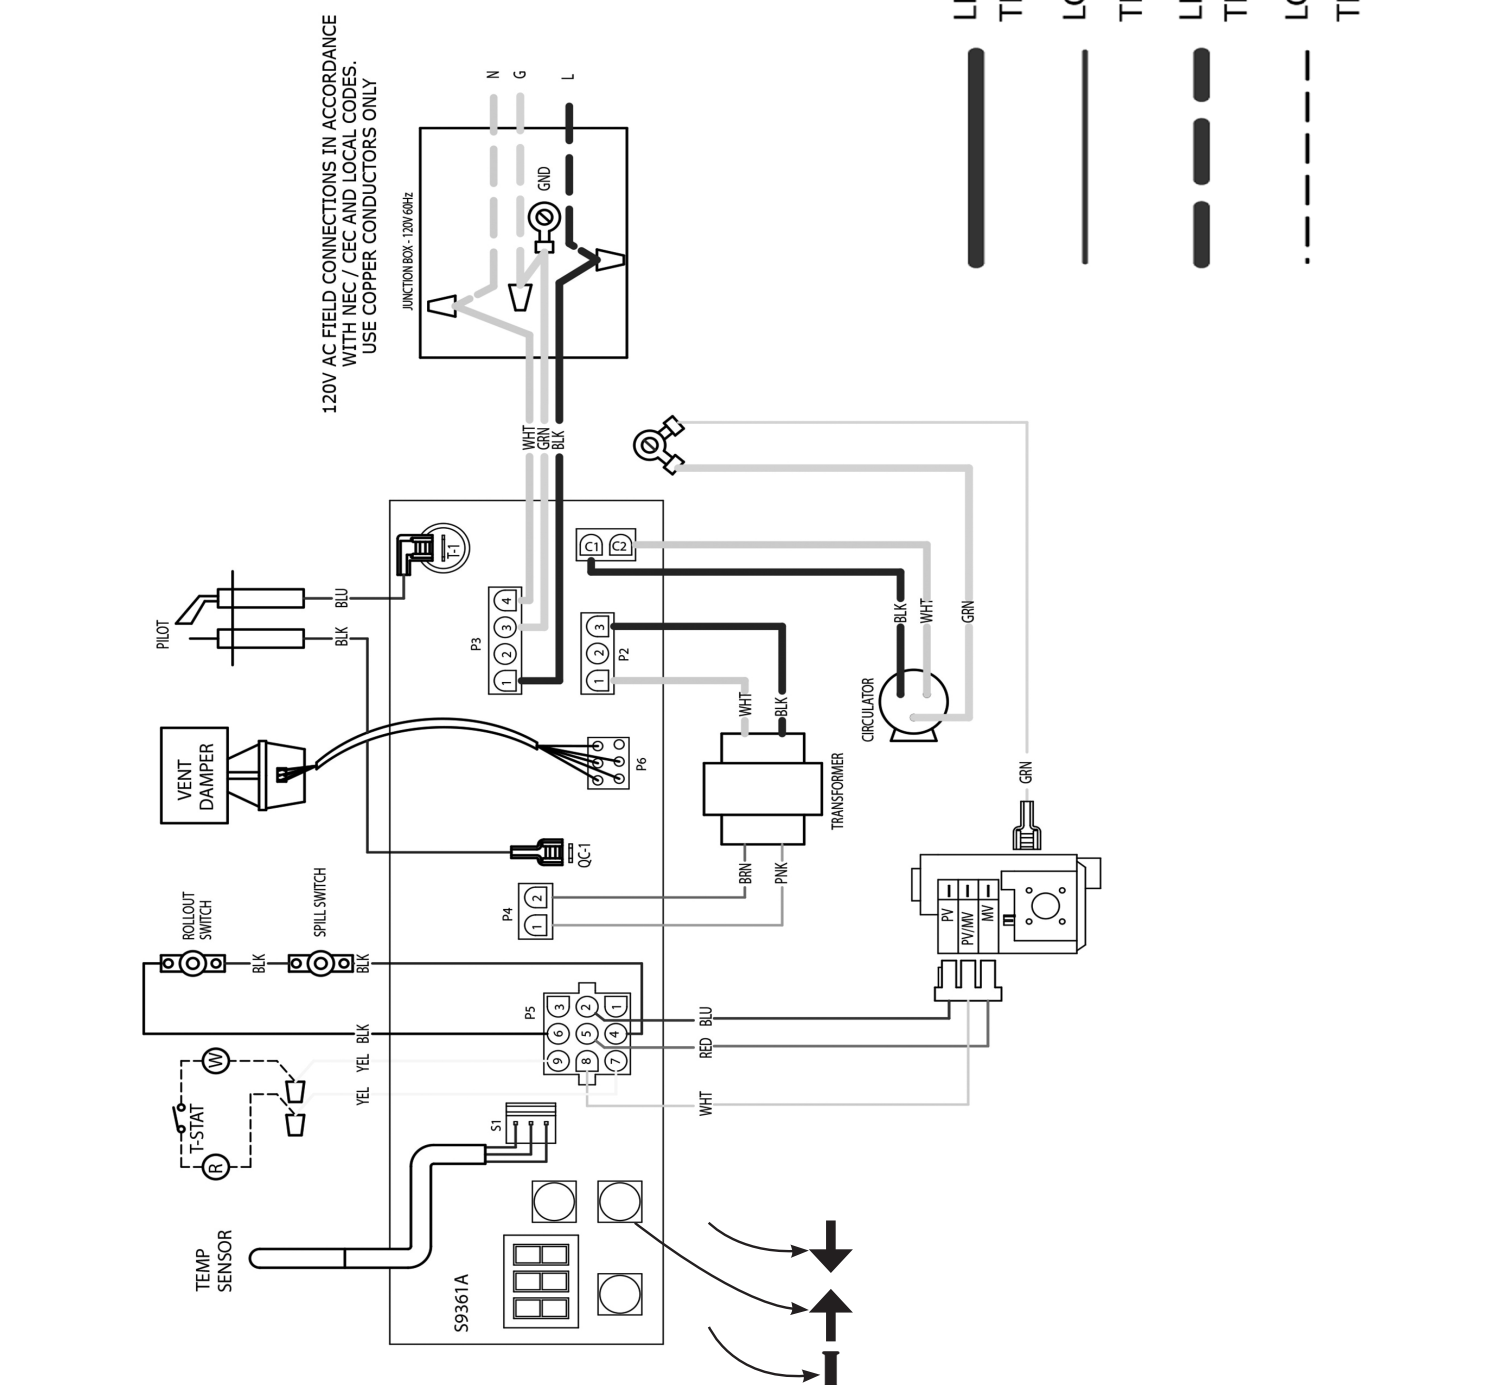 120V AC FIELD CONNECTIONS IN ACCORDANCE
WITH NEC / CEC AND LOCAL CODES.
USE COPPER CONDUCTORS ONLY
JUNCTION BOX - 120V 60Hz
N
G
L
GND
WHT
GRN
BLK
T-1
C1
C2
PILOT
BLU
BLK
P3
4
3
2
1
P2
3
2
1
BLK
WHT
GRN
CIRCULATOR
VENT
DAMPER
P6
WHT
BLK
TRANSFORMER
GRN
QC-1
BRN
PNK
P4
2
1
ROLLOUT
SWITCH
SPILL SWITCH
BLK
BLK
PV
PV/MV
MV
P5
3
2
1
6
5
4
9
8
7
BLK
YEL
YEL
BLU
RED
WHT
W
T-STAT
R
S1
TEMP
SENSOR
S9361A